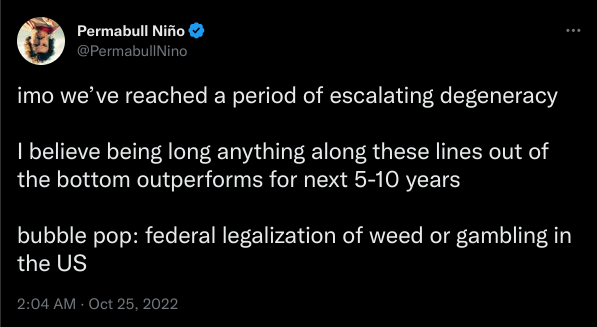 Permabull Niño
@PermabullNino
imo we’ve reached a period of escalating degeneracy
I believe being long anything along these lines out of
the bottom outperforms for next 5-10 years
bubble pop: federal legalization of weed or gambling in
the US
2:04 AM · Oct 25, 2022